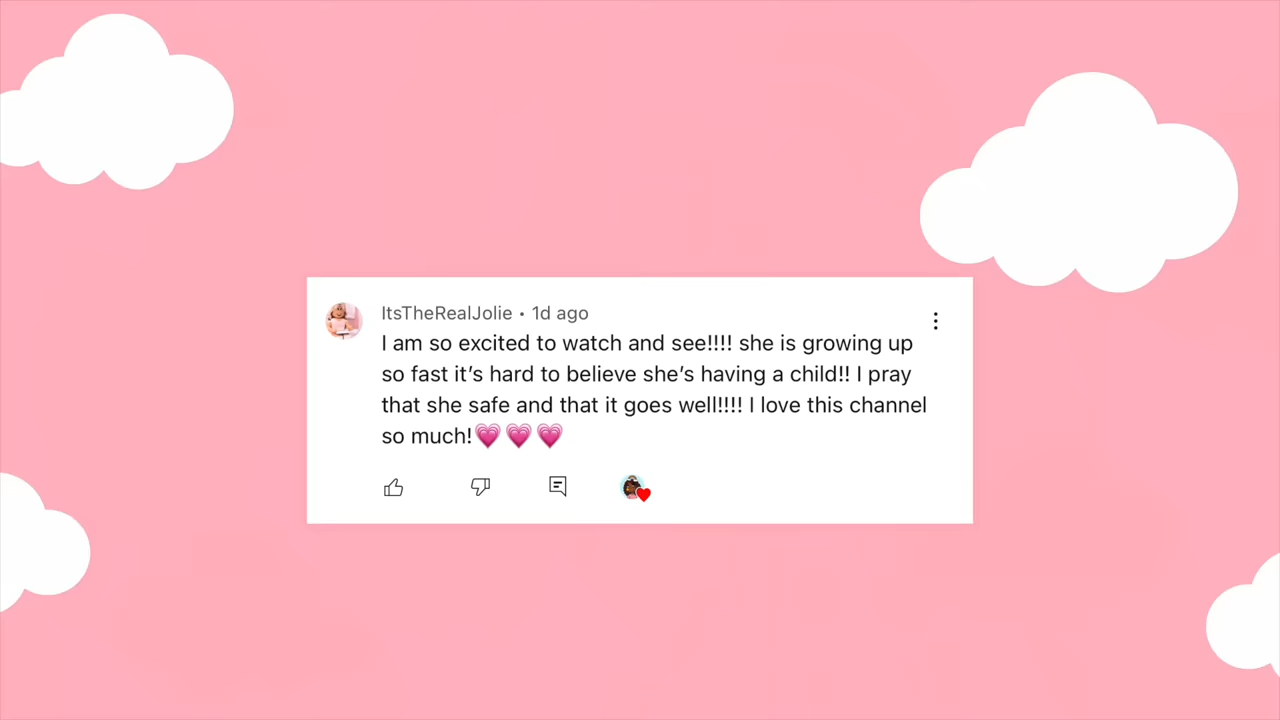 ItsTheRealJolie • 1d ago
I am so excited to watch and see!!!! she is growing up
so fast it’s hard to believe she’s having a child!! I pray
that she safe and that it goes well!!!! I love this channel
so much!💗💗💗